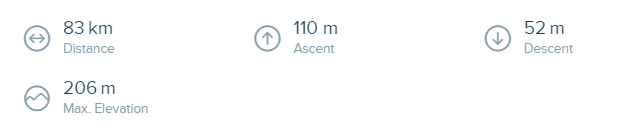 83 km
Distance
110 m
Ascent
52 m
Descent
206 m
Max. Elevation